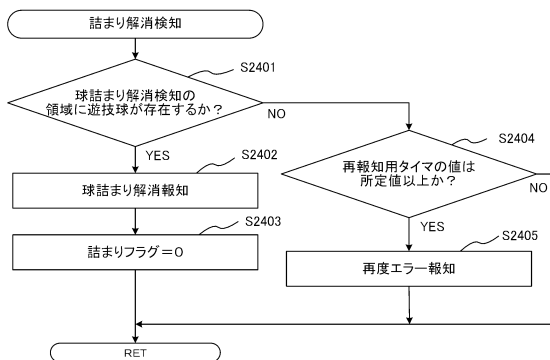 詰まり解消検知
S2401
球詰まり解消検知の
領域に遊技球が存在するか？
NO
YES
S2402
球詰まり解消報知
S2403
詰まりフラグ=0
S2404
再報知用タイマの値は
所定値以上か？
NO
YES
S2405
再度エラー報知
RET